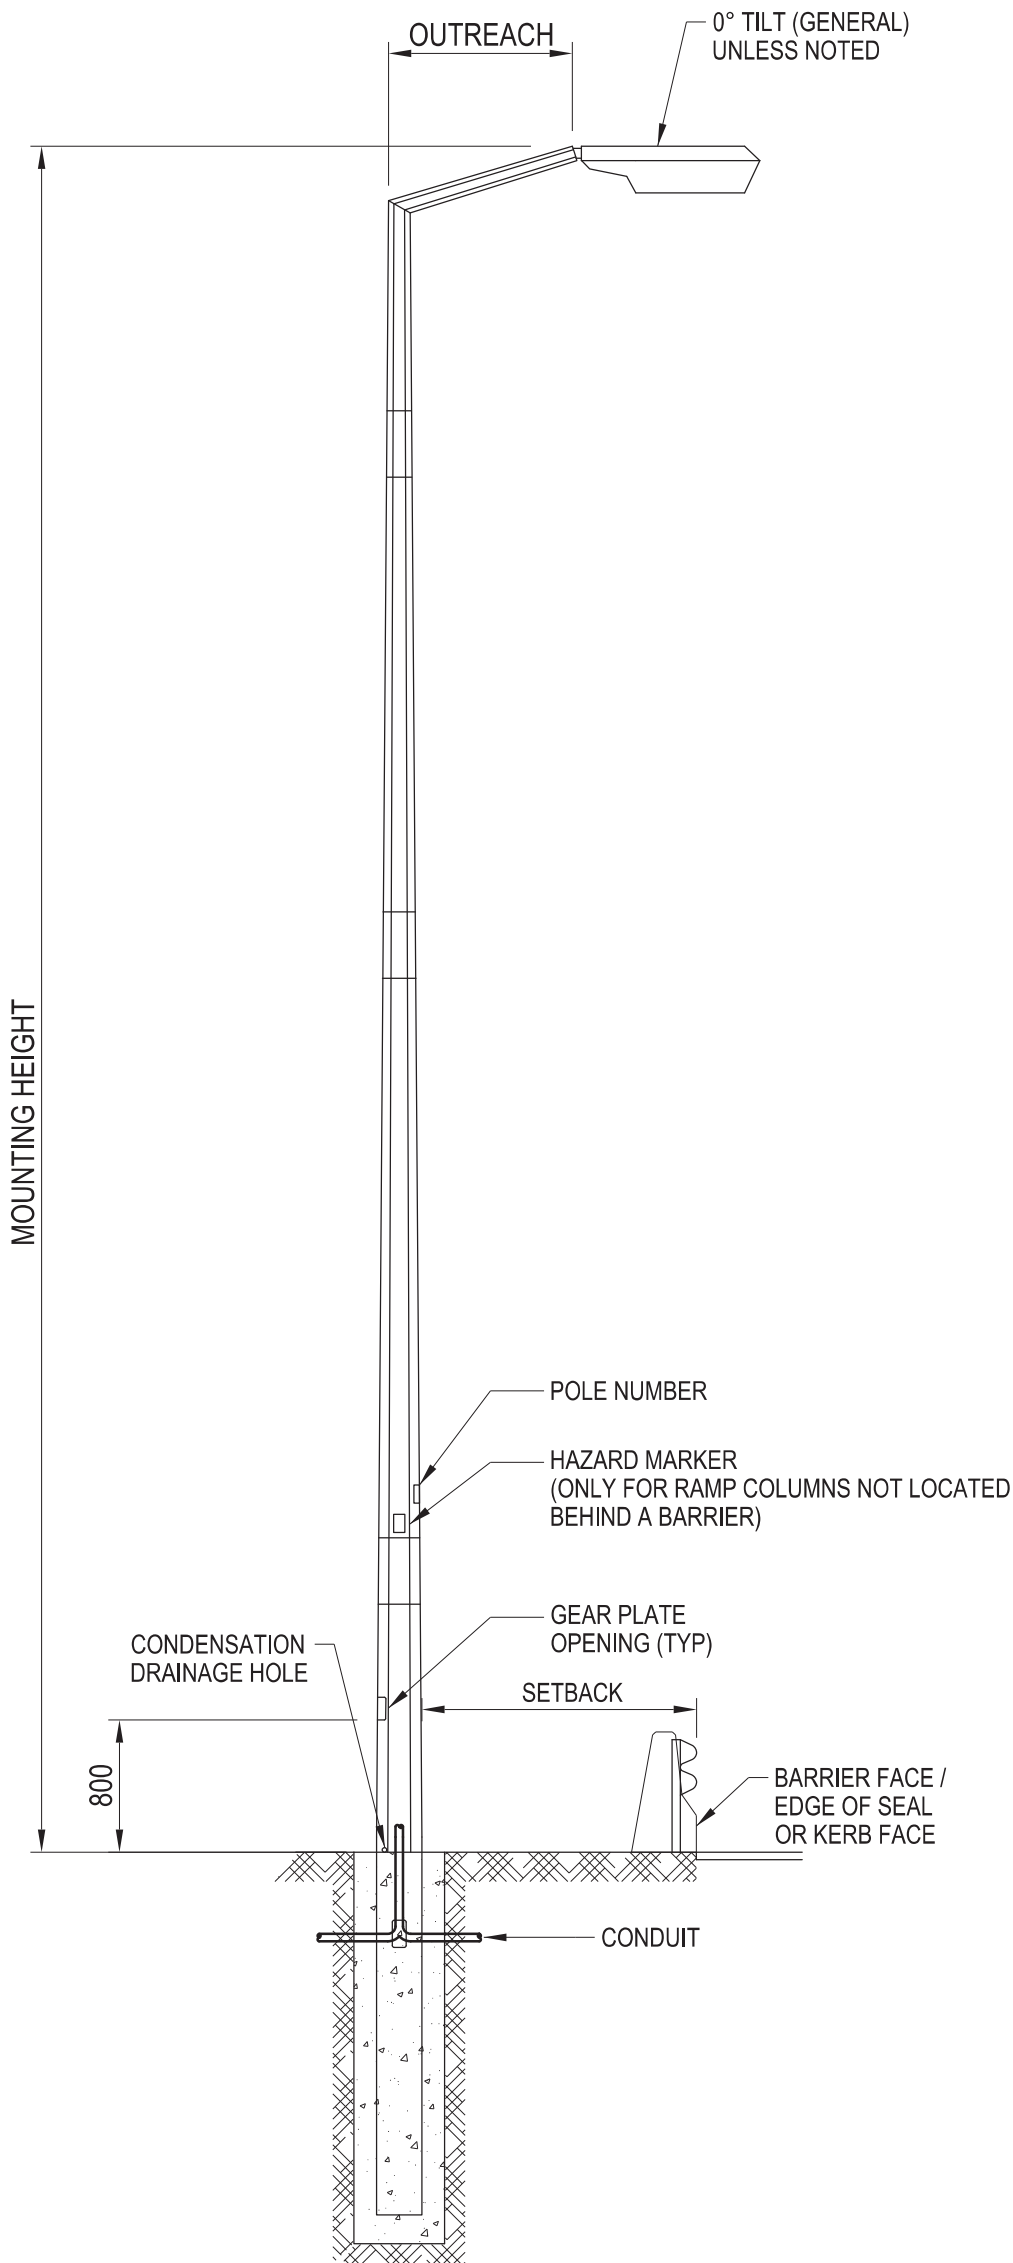 OUTREACH
0° TILT (GENERAL)
UNLESS NOTED
MOUNTING HEIGHT
POLE NUMBER
HAZARD MARKER
(ONLY FOR RAMP COLUMNS NOT LOCATED
BEHIND A BARRIER)
GEAR PLATE
OPENING (TYP)
CONDENSATION
DRAINAGE HOLE
SETBACK
800
BARRIER FACE /
EDGE OF SEAL
OR KERB FACE
CONDUIT